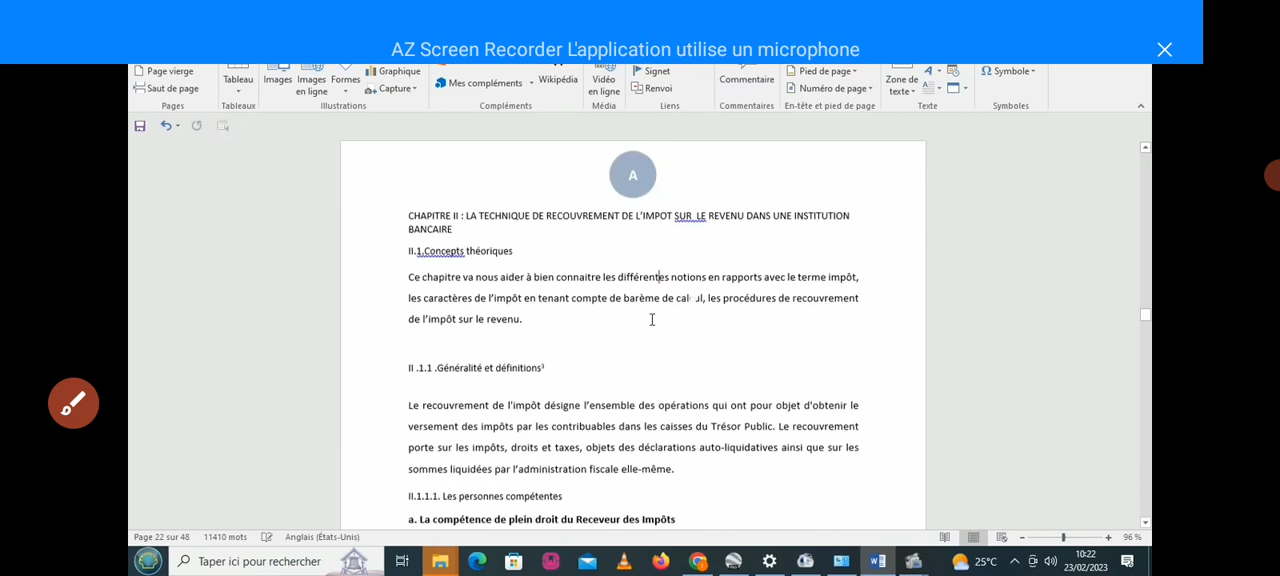 AZ Screen Recorder L'application utilise un microphone
Page vierge
Saut de page
Pages
Tableau
Tableaux
Images
Images
en ligne
Formes
Graphique
Capture
Illustrations
Mes compléments
Wikipédia
Compléments
Vidéo
en ligne
Média
Signet
Renvoi
Liens
Commentaire
Commentaires
Pied de page
Numéro de page
En-tête et pied de page
Zone de
texte
Texte
Symbole
Symboles
A
CHAPITRE II : LA TECHNIQUE DE RECOUVREMENT DE L'IMPOT SUR LE REVENU DANS UNE INSTITUTION
BANCAIRE
II.1.Concepts théoriques
Ce chapitre va nous aider à bien connaitre les différentes notions en rapports avec le terme impôt,
les caractères de l'impôt en tenant compte de barème de calcul, les procédures de recouvrement
de l'impôt sur le revenu.
II .1.1 .Généralité et définitions³
Le recouvrement de l'impôt désigne l'ensemble des opérations qui ont pour objet d'obtenir le
versement des impôts par les contribuables dans les caisses du Trésor Public. Le recouvrement
porte sur les impôts, droits et taxes, objets des déclarations auto-liquidatives ainsi que sur les
sommes liquidées par l'administration fiscale elle-même.
II.1.1.1. Les personnes compétentes
a. La compétence de plein droit du Receveur des Impôts
Page 22 sur 48 11410 mots Anglais (États-Unis) 96 %
Taper ici pour rechercher
25°C
10:22
23/02/2023